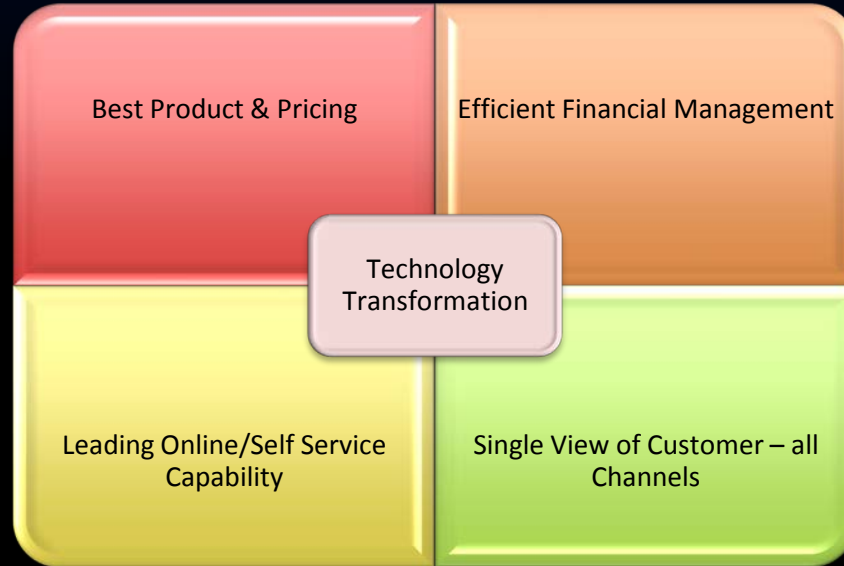 Best Product & Pricing
Efficient Financial Management
Technology
Transformation
Leading Online/Self Service
Capability
Single View of Customer – all
Channels